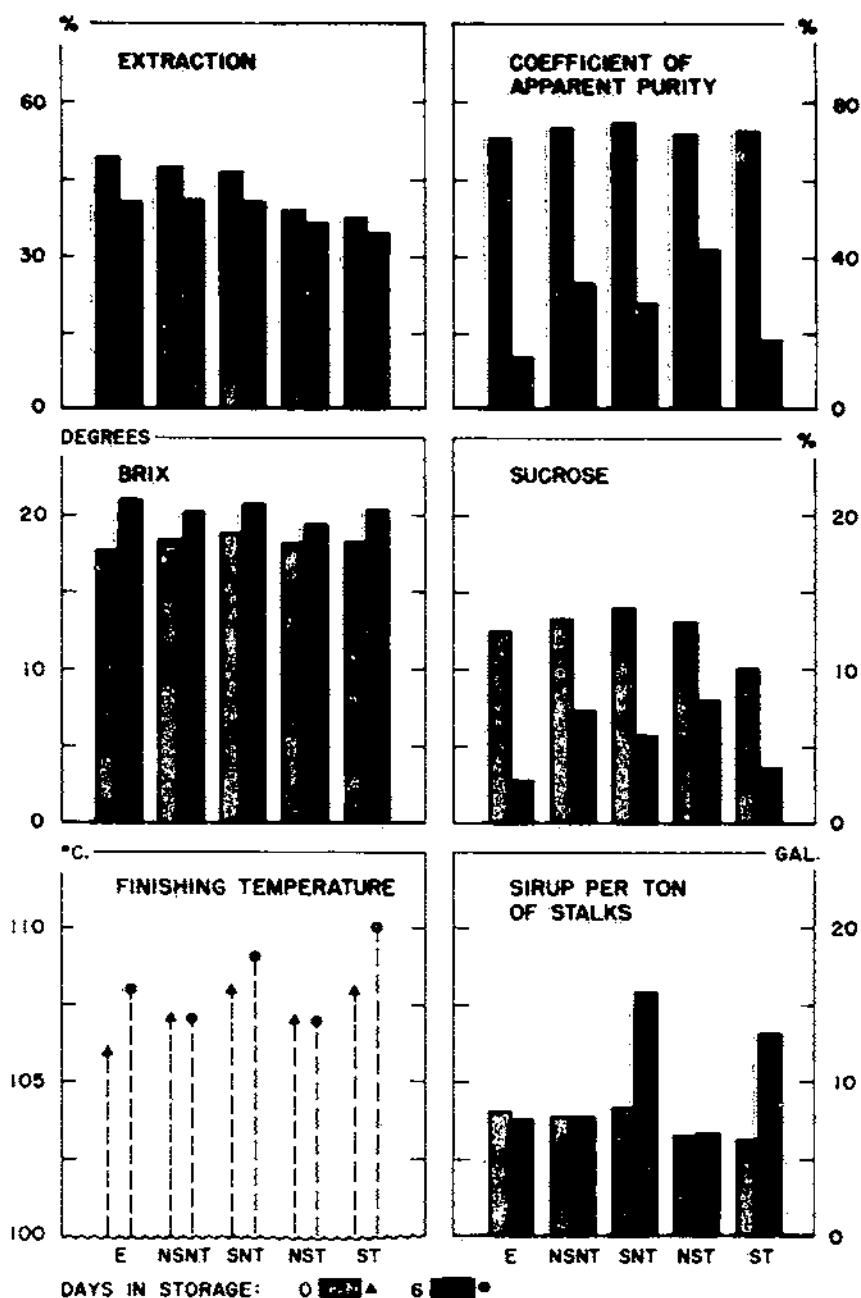 %
EXTRACTION
60
30
0
%
COEFFICIENT OF
APPARENT PURITY
80
40
0
DEGREES
BRIX
20
10
0
%
SUCROSE
20
10
0
°C.
FINISHING TEMPERATURE
110
105
100
E NSNT SNT NST ST
GAL.
SIRUP PER TON
OF STALKS
20
10
0
E NSNT SNT NST ST
DAYS IN STORAGE: 0 6